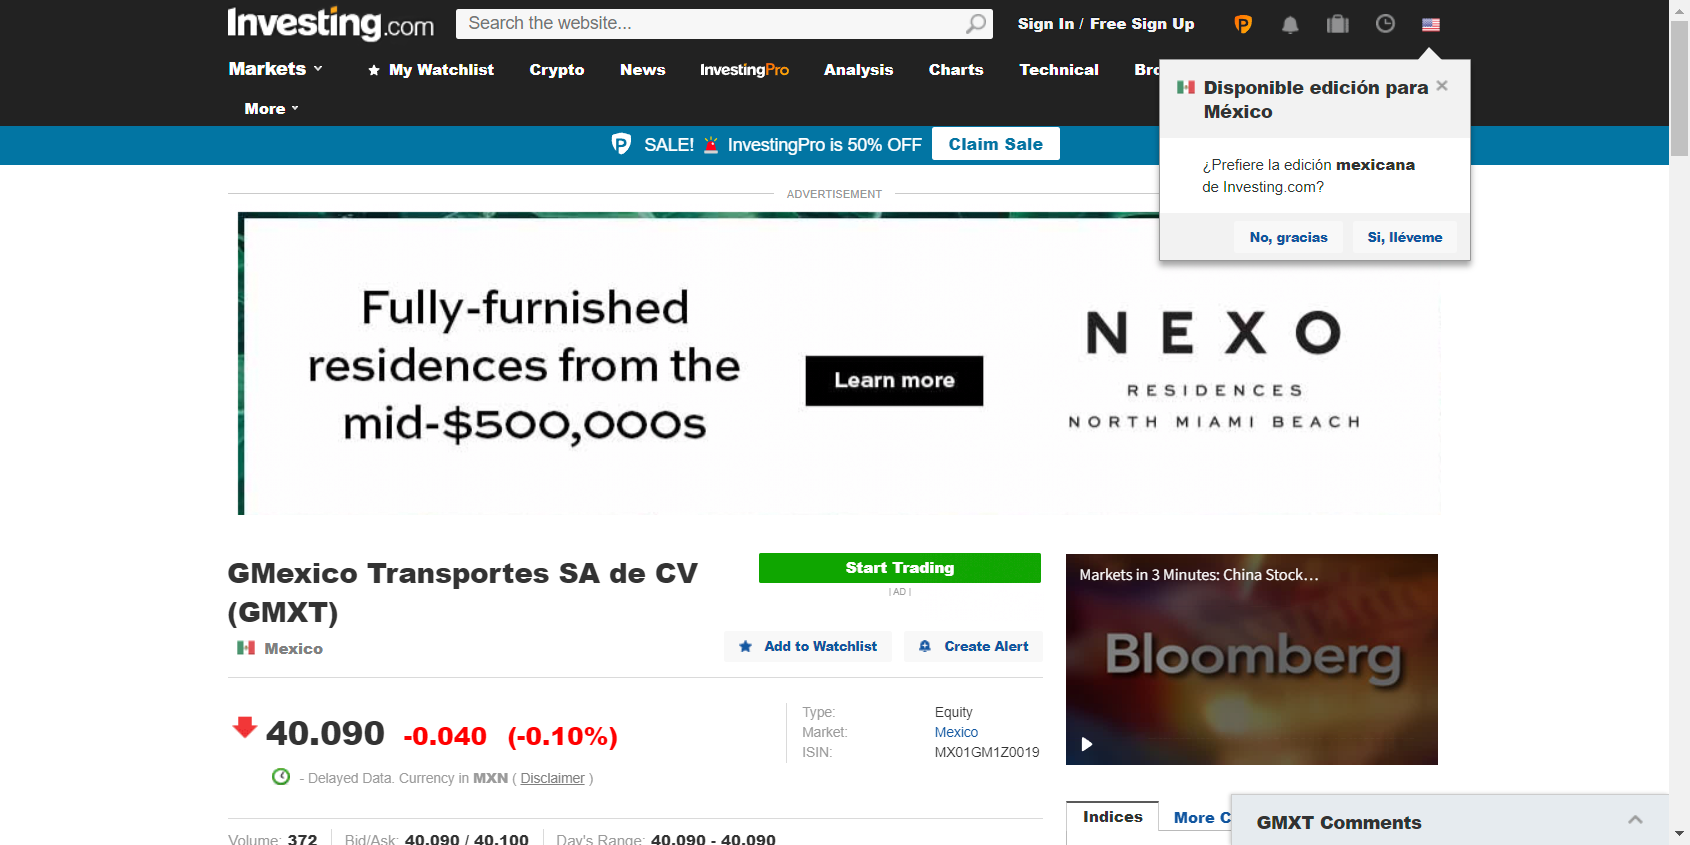 Investing.com
Search the website...
Sign In / Free Sign Up
Markets
My Watchlist
Crypto
News
InvestingPro
Analysis
Charts
Technical
More
Disponible edición para
México
¿Prefiere la edición mexicana
de Investing.com?
No, gracias
Si, lléveme
SALE! InvestingPro is 50% OFF
Claim Sale
ADVERTISEMENT
Fully-furnished
residences from the
mid-$500,000s
Learn more
NEXO
RESIDENCES
NORTH MIAMI BEACH
GMexico Transportes SA de CV
(GMXT)
Mexico
Start Trading
| AD |
Add to Watchlist
Create Alert
40.090 -0.040 (-0.10%)
- Delayed Data. Currency in MXN ( Disclaimer )
Type: Equity
Market: Mexico
ISIN: MX01GM1Z0019
Volume: 372
Bid/Ask: 40.090 / 40.100
Day's Range: 40.090 - 40.090
Markets in 3 Minutes: China Stock...
Bloomberg
Indices
More C
GMXT Comments